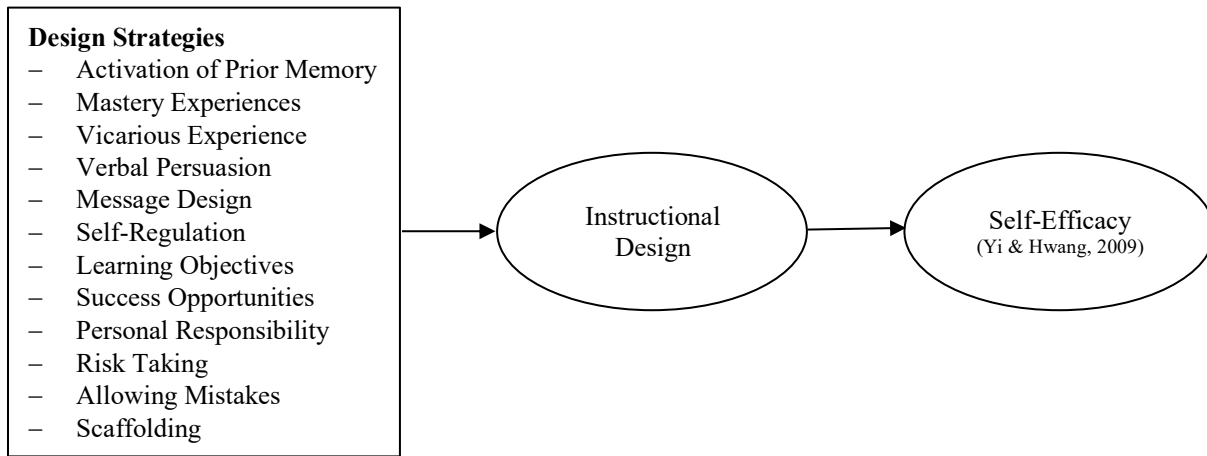 Design Strategies
– Activation of Prior Memory
– Mastery Experiences
– Vicarious Experience
– Verbal Persuasion
– Message Design
– Self-Regulation
– Learning Objectives
– Success Opportunities
– Personal Responsibility
– Risk Taking
– Allowing Mistakes
– Scaffolding
Instructional
Design
Self-Efficacy
(Yi & Hwang, 2009)